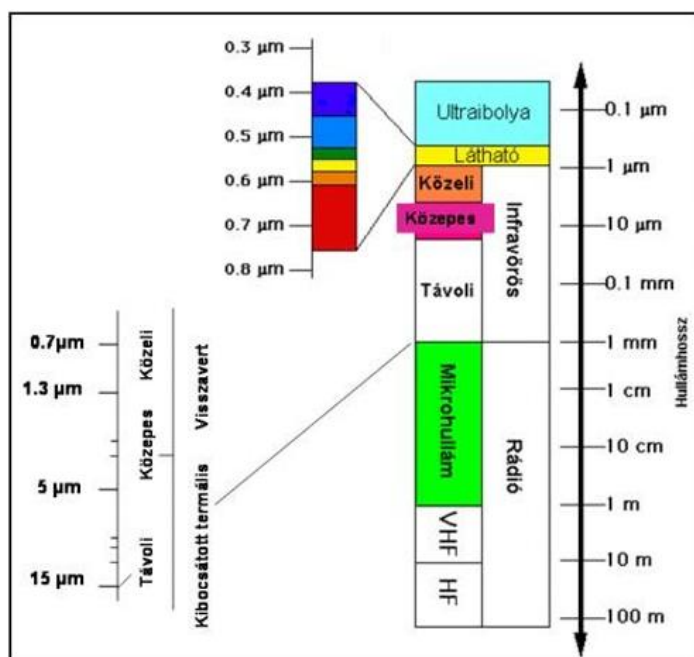 0.3 µm
0.4 µm
0.5 µm
0.6 µm
0.7 µm
0.8 µm
Ultraibolya
Látható
Közeli
Közepes
Távoli
Infravörös
Mikrohullám
VHF
HF
Rádió
0.1 µm
1 µm
10 µm
0.1 mm
1 mm
1 cm
10 cm
1 m
10 m
100 m
Hullámhossz
0.7µm
1.3 µm
5 µm
15 µm
Közeli
Közepes
Távoli
Visszavert
Kibocsátott termális